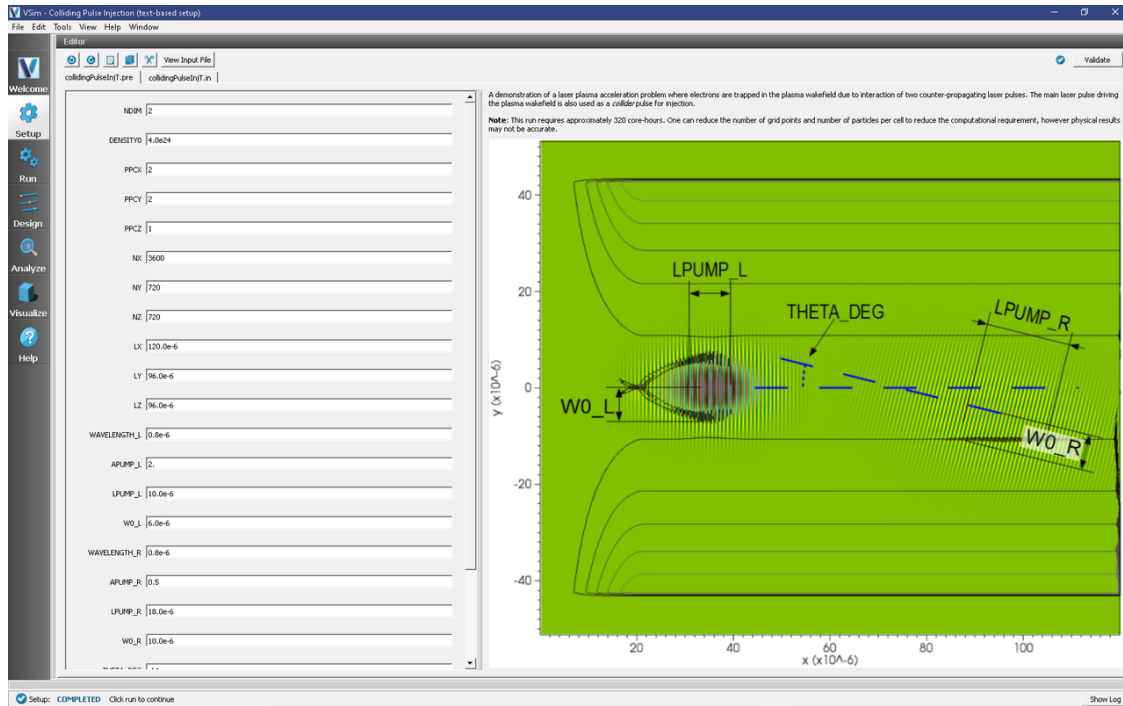 VSim - Colliding Pulse Injection (text-based setup)
File Edit Tools View Help Window
Editor
View Input File
Validate
collidingPulseInjT.pre
collidingPulseInjT.in
Welcome
Setup
Run
Design
Analyze
Visualize
Help
NDIM 2
DENSITY0 4.0e24
PPCX 2
PPCY 2
PPCZ 1
NX 3600
NY 720
NZ 720
LX 120.0e-6
LY 96.0e-6
LZ 96.0e-6
WAVELENGTH_L 0.8e-6
APUMP_L 2.
LPUMP_L 10.0e-6
W0_L 6.0e-6
WAVELENGTH_R 0.8e-6
APUMP_R 0.5
LPUMP_R 18.0e-6
W0_R 10.0e-6
A demonstration of a laser plasma acceleration problem where electrons are trapped in the plasma wakefield due to interaction of two counter-propagating laser pulses. The main laser pulse driving
the plasma wakefield is also used as a collider pulse for injection.
Note: This run requires approximately 320 core-hours. One can reduce the number of grid points and number of particles per cell to reduce the computational requirement, however physical results
may not be accurate.
40
20
0
-20
-40
y (x10^-6)
LPUMP_L
THETA_DEG
LPUMP_R
W0_L
W0_R
20 40 60 80 100
x (x10^-6)
Setup: COMPLETED Click run to continue
Show Log